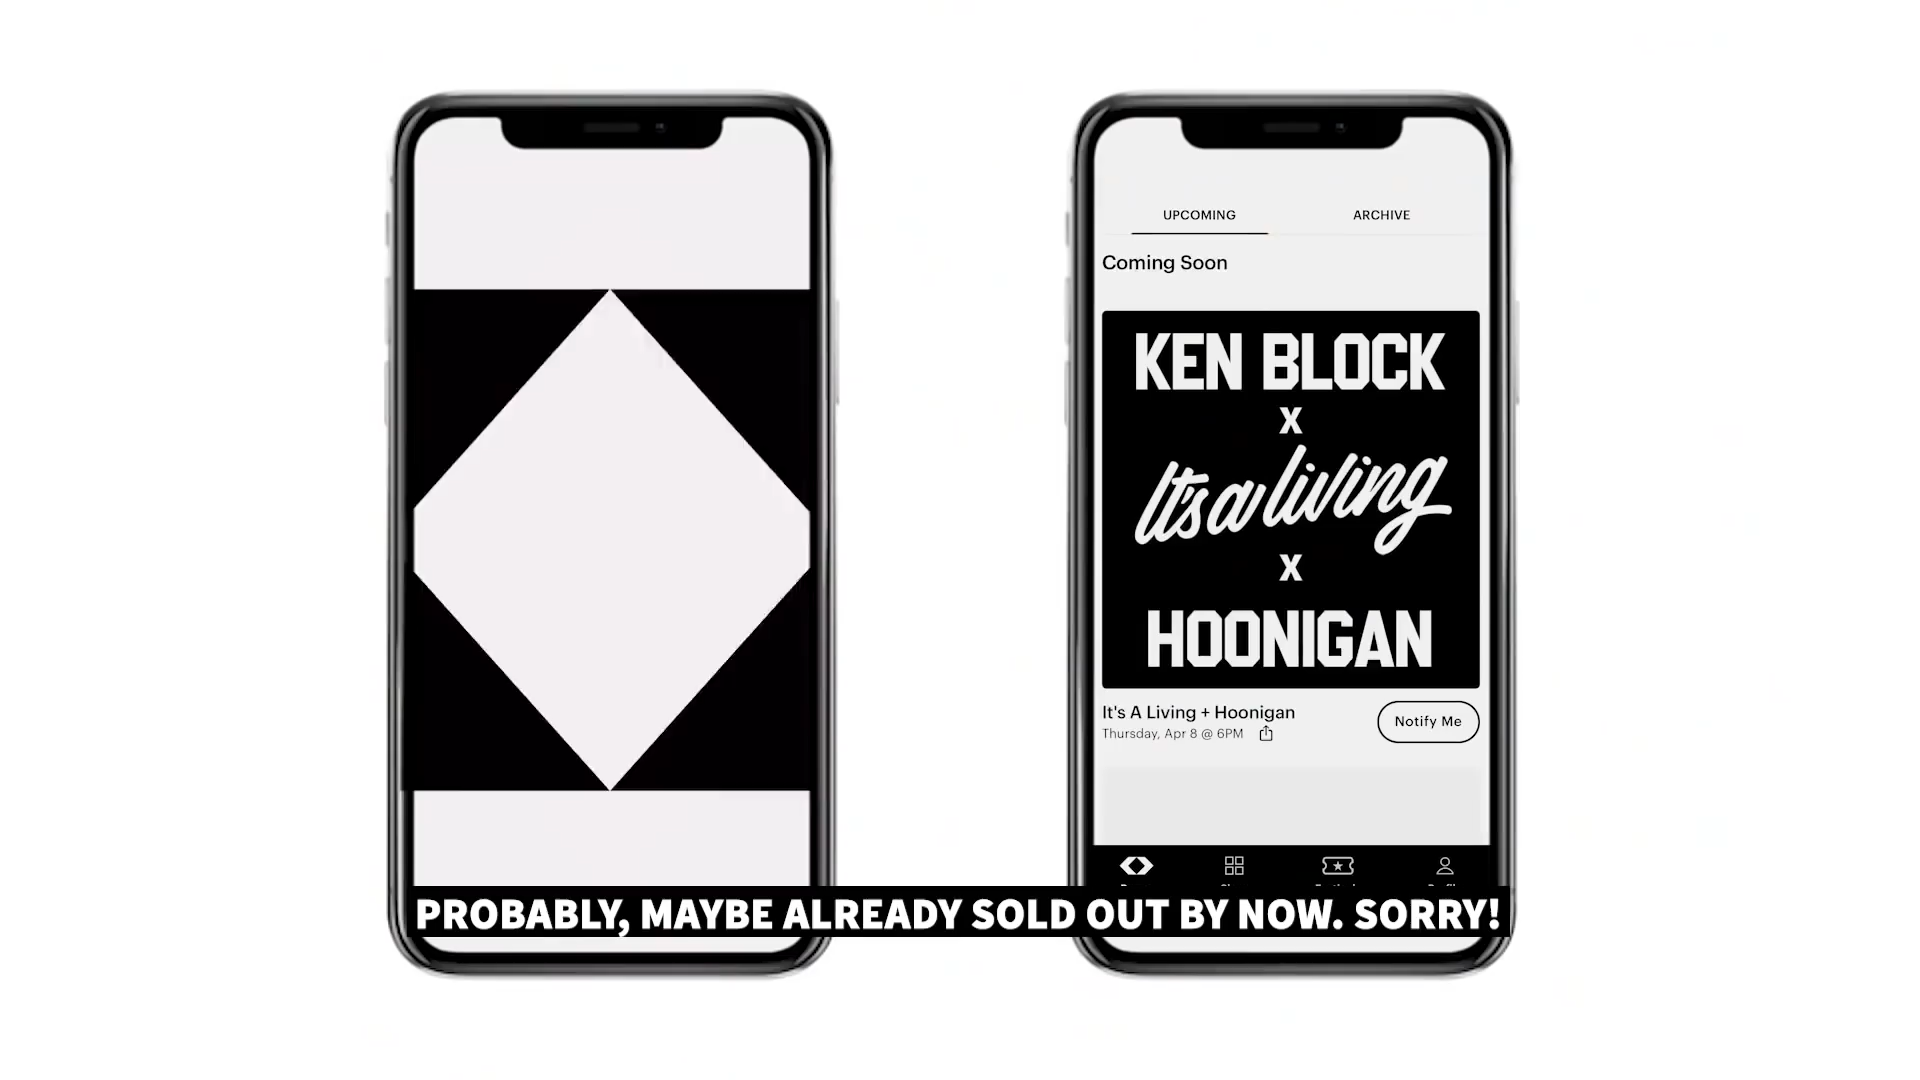 UPCOMING ARCHIVE
Coming Soon
KEN BLOCK
x
It's a living
x
HOONIGAN
It's A Living + Hoonigan
Thursday, Apr 8 @ 6PM
Notify Me
PROBABLY, MAYBE ALREADY SOLD OUT BY NOW. SORRY!